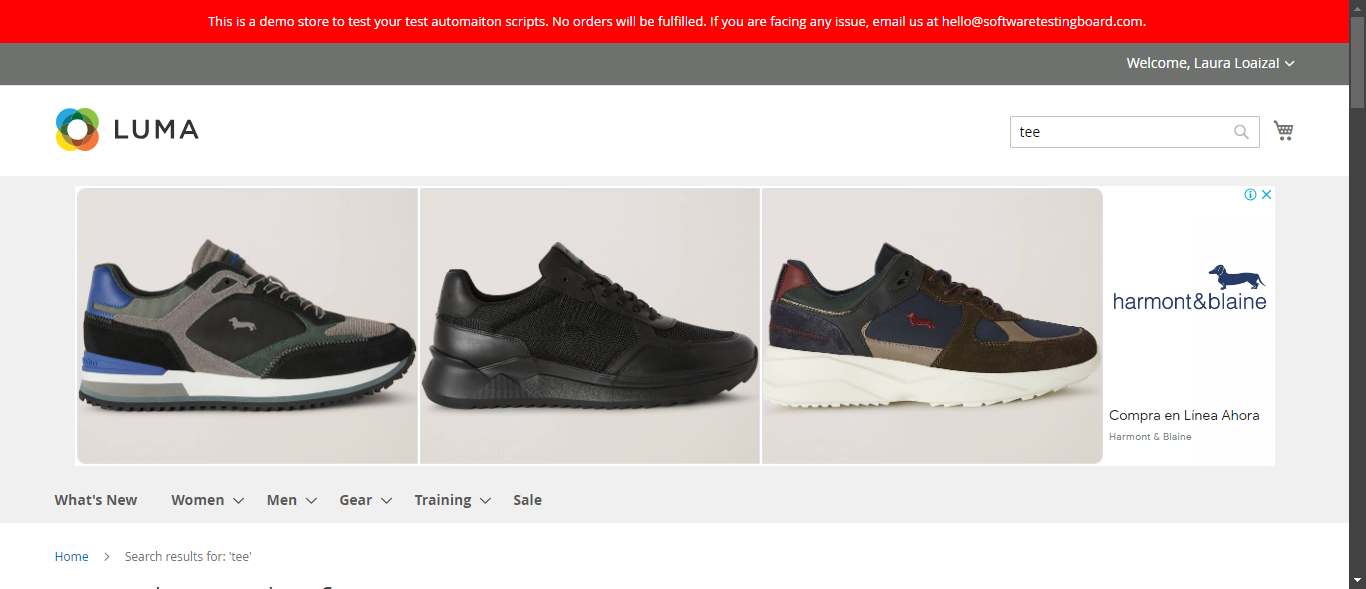 This is a demo store to test your test automaiton scripts. No orders will be fulfilled. If you are facing any issue, email us at hello@softwaretestingboard.com.
Welcome, Laura Loaiza!
LUMA
tee
harmont&blaine
Compra en Línea Ahora
Harmont & Blaine
What's New
Women
Men
Gear
Training
Sale
Home
Search results for: 'tee'